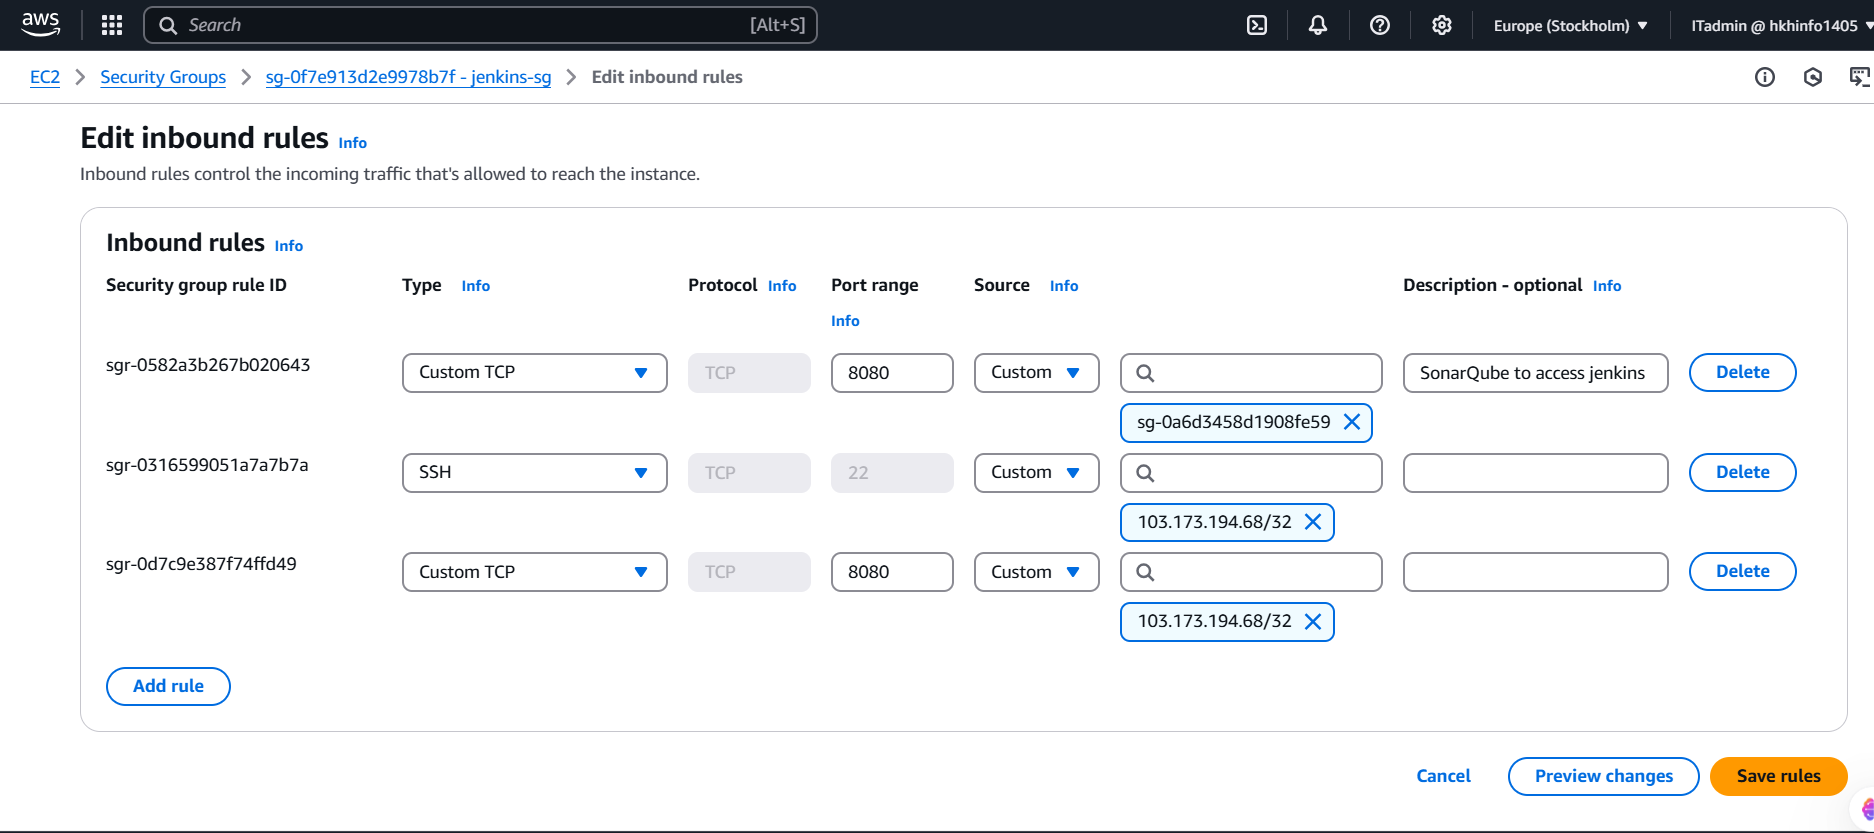 aws
Search [Alt+S] Europe (Stockholm) ITadmin @ hkhinfo1405
EC2 Security Groups sg-0f7e913d2e9978b7f - jenkins-sg Edit inbound rules
Edit inbound rules Info
Inbound rules control the incoming traffic that's allowed to reach the instance.
Inbound rules Info
Security group rule ID Type Info Protocol Info Port range Source Info Description - optional Info
Info
sgr-0582a3b267b020643 Custom TCP TCP 8080 Custom SonarQube to access jenkins Delete
sg-0a6d3458d1908fe59
sgr-0316599051a7a7b7a SSH TCP 22 Custom Delete
103.173.194.68/32
sgr-0d7c9e387f74ffd49 Custom TCP TCP 8080 Custom Delete
103.173.194.68/32
Add rule
Cancel Preview changes Save rules